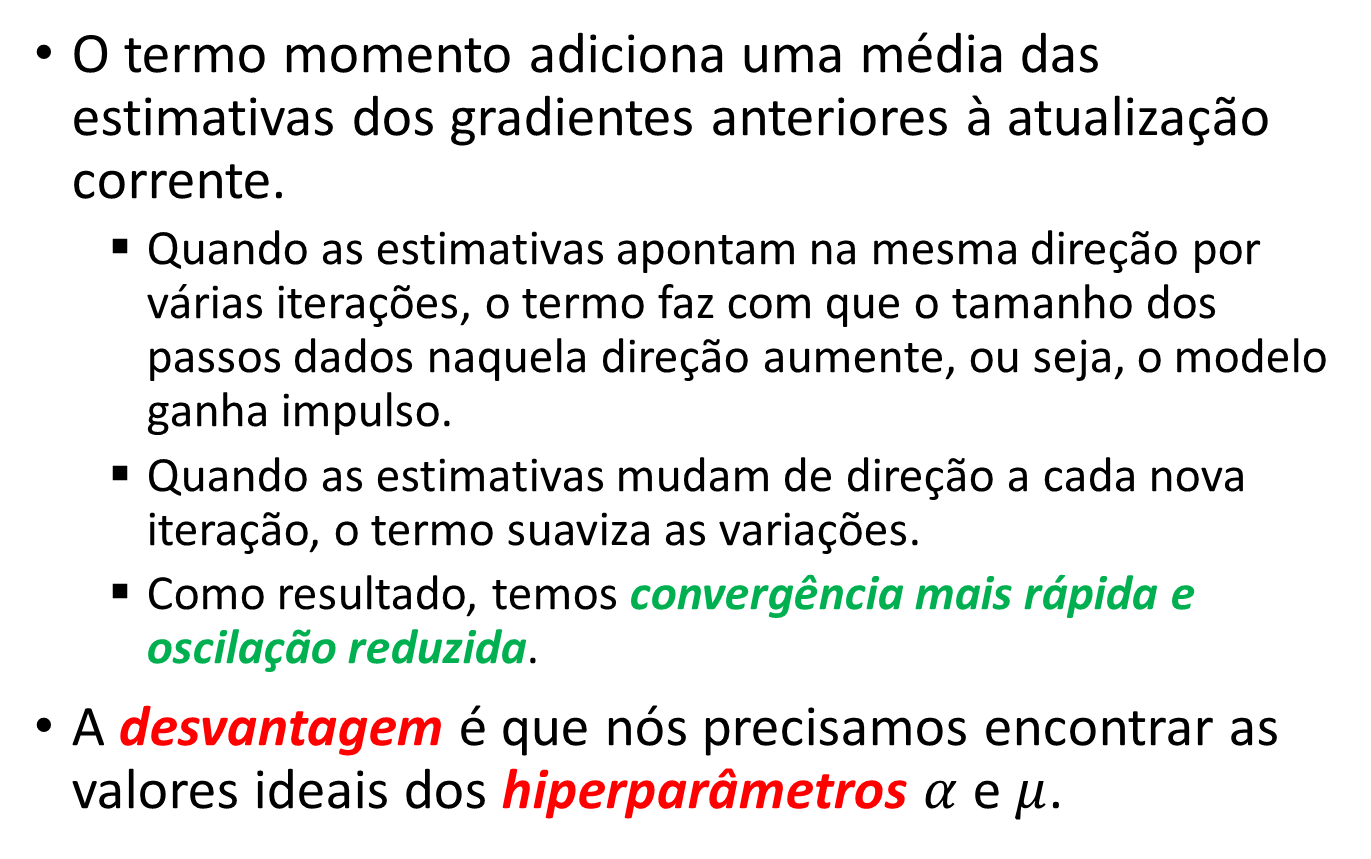 • O termo momento adiciona uma média das
estimativas dos gradientes anteriores à atualização
corrente.
▪ Quando as estimativas apontam na mesma direção por
várias iterações, o termo faz com que o tamanho dos
passos dados naquela direção aumente, ou seja, o modelo
ganha impulso.
▪ Quando as estimativas mudam de direção a cada nova
iteração, o termo suaviza as variações.
▪ Como resultado, temos convergência mais rápida e
oscilação reduzida.
• A desvantagem é que nós precisamos encontrar as
valores ideais dos hiperparâmetros α e μ.